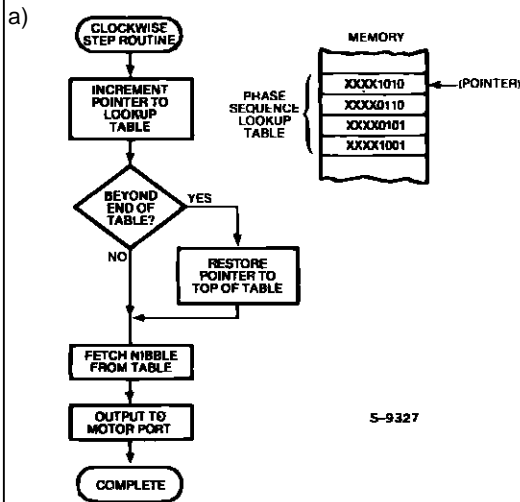 a)
CLOCKWISE
STEP ROUTINE
INCREMENT
POINTER TO
LOOKUP
TABLE
BEYOND
END OF
TABLE?
YES
NO
RESTORE
POINTER TO
TOP OF TABLE
FETCH NIBBLE
FROM TABLE
OUTPUT TO
MOTOR PORT
COMPLETE
MEMORY
PHASE
SEQUENCE
LOOKUP
TABLE
XXXX1010
XXXX0110
XXXX0101
XXXX1001
(POINTER)
S-9327